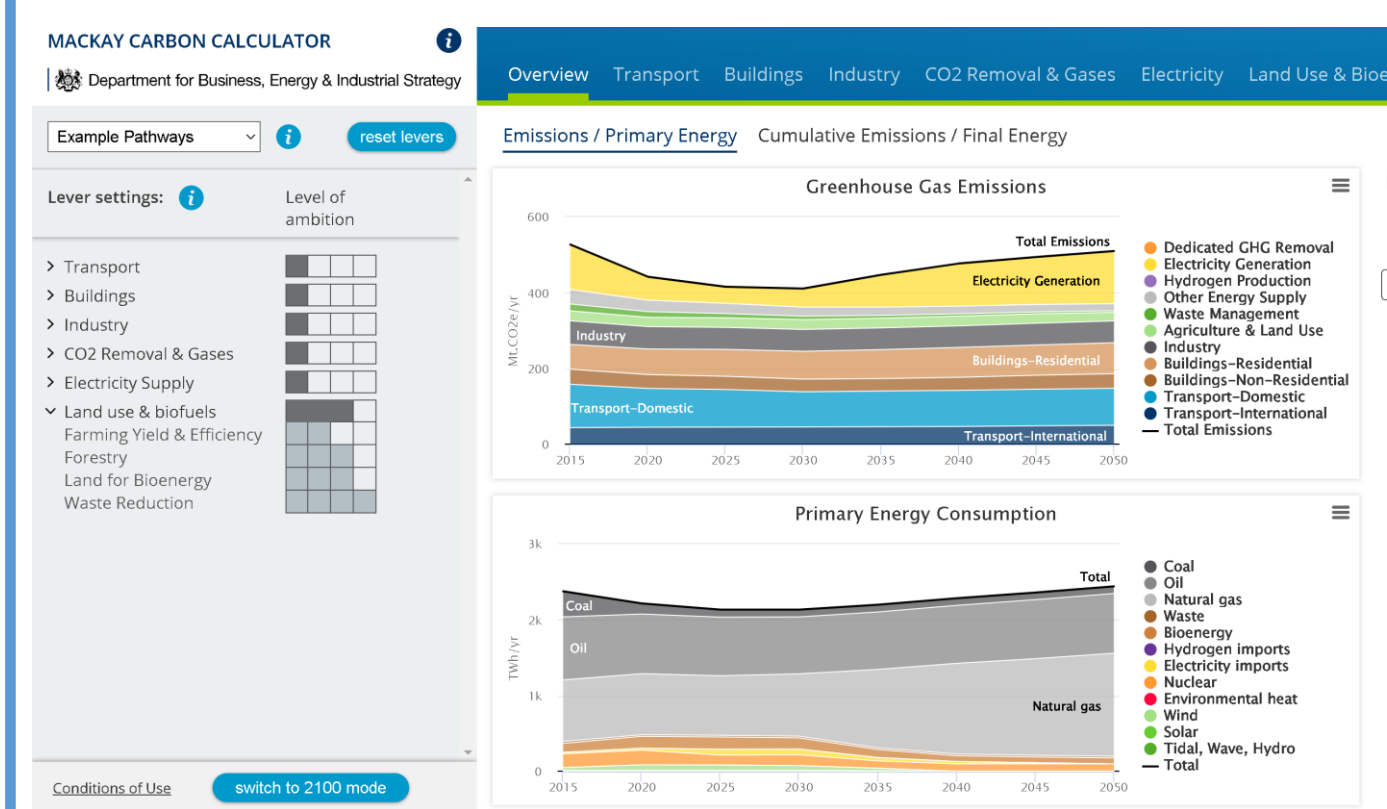 MACKAY CARBON CALCULATOR
i
Department for Business, Energy & Industrial Strategy
Overview Transport Buildings Industry CO2 Removal & Gases Electricity Land Use & Bioe
Example Pathways
i
reset levers
Lever settings:
i
Level of
ambition
Transport
Buildings
Industry
CO2 Removal & Gases
Electricity Supply
Land use & biofuels
Farming Yield & Efficiency
Forestry
Land for Bioenergy
Waste Reduction
Conditions of Use
switch to 2100 mode
Emissions / Primary Energy Cumulative Emissions / Final Energy
Greenhouse Gas Emissions
Mt.CO2e/yr
600
400
200
0
Total Emissions
Electricity Generation
Industry
Buildings–Residential
Transport–Domestic
Transport–International
2015 2020 2025 2030 2035 2040 2045 2050
Dedicated GHG Removal
Electricity Generation
Hydrogen Production
Other Energy Supply
Waste Management
Agriculture & Land Use
Industry
Buildings–Residential
Buildings–Non–Residential
Transport–Domestic
Transport–International
Total Emissions
Primary Energy Consumption
TWh/yr
3k
2k
1k
0
Total
Coal
Oil
Natural gas
2015 2020 2025 2030 2035 2040 2045 2050
Coal
Oil
Natural gas
Waste
Bioenergy
Hydrogen imports
Electricity imports
Nuclear
Environmental heat
Wind
Solar
Tidal, Wave, Hydro
Total